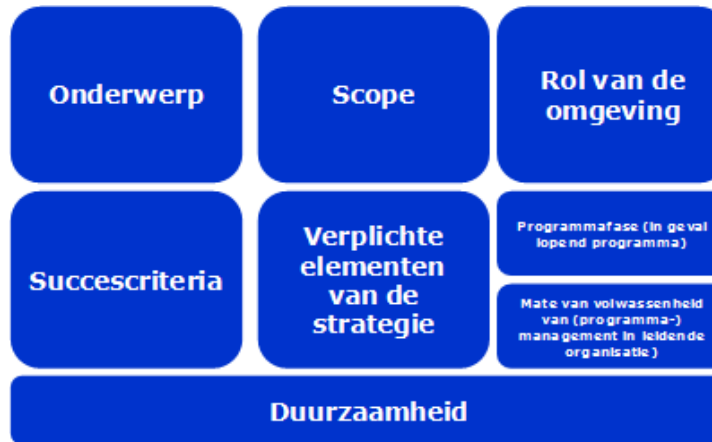 Onderwerp
Scope
Rol van de
omgeving
Succescriteria
Verplichte
elementen
van de
strategie
Programmafase (in geval
lopend programma)
Mate van volwassenheid
van (programma-)
management in leidende
organisatie)
Duurzaamheid